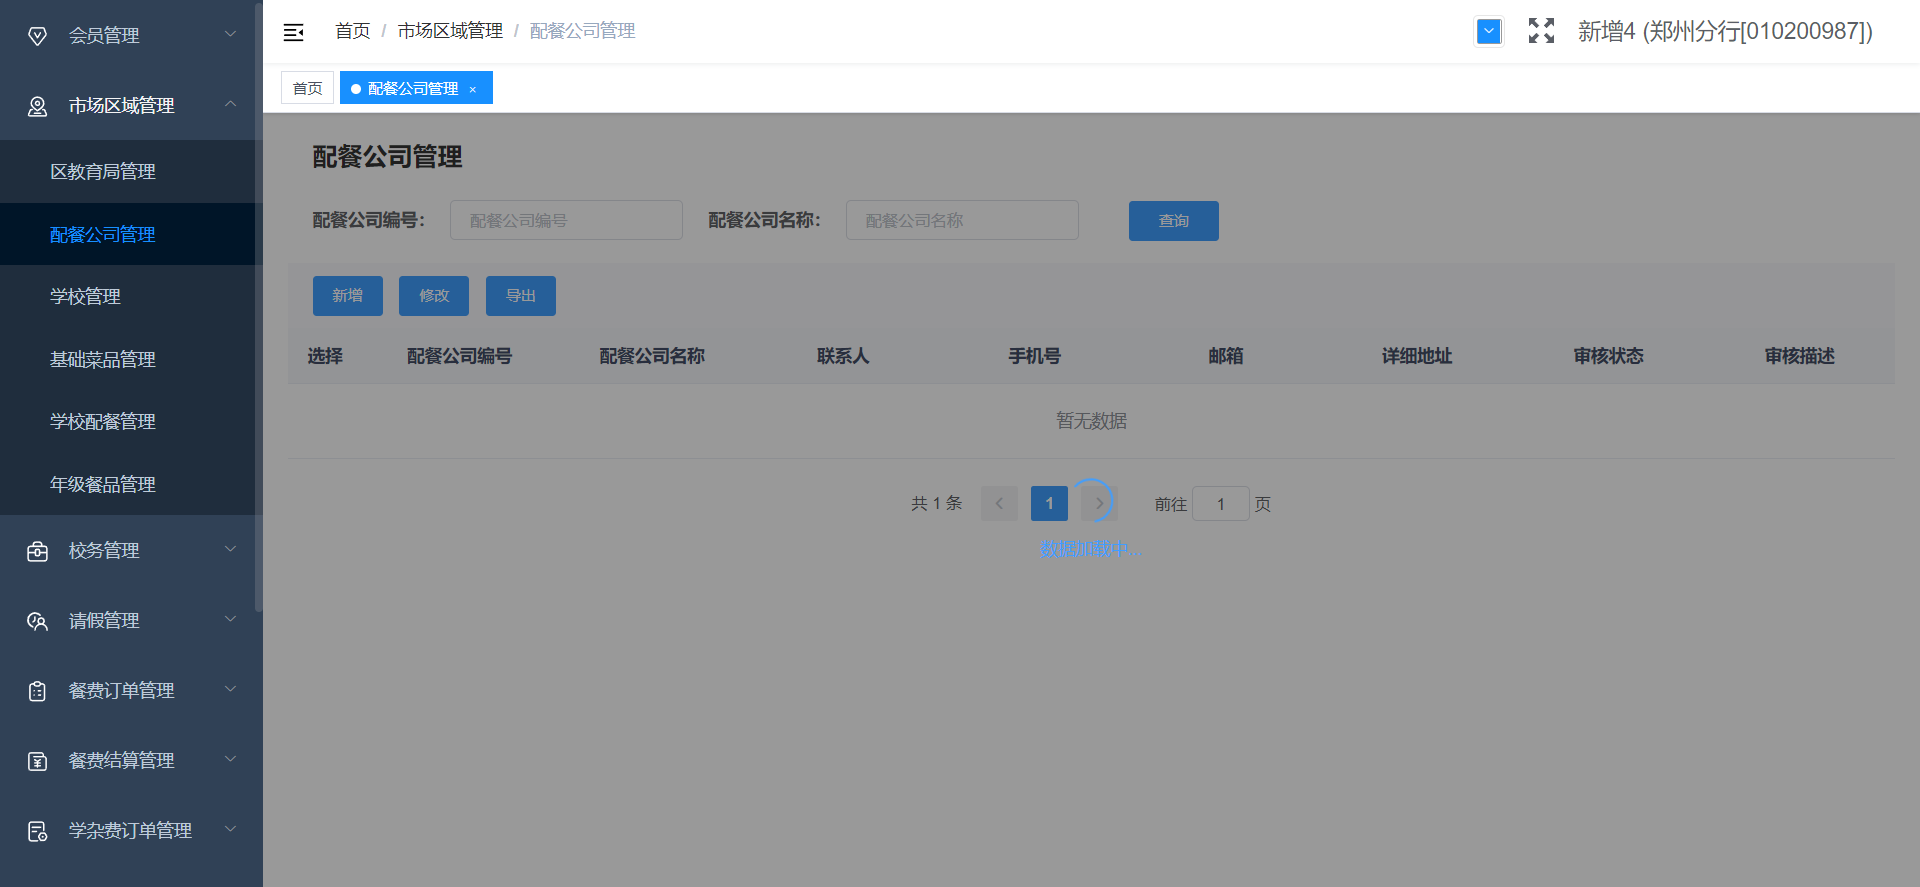 会员管理
市场区域管理
区教育局管理
配餐公司管理
学校管理
基础菜品管理
学校配餐管理
年级餐品管理
校务管理
请假管理
餐费订单管理
餐费结算管理
学杂费订单管理
首页 / 市场区域管理 / 配餐公司管理
新增4 (郑州分行[010200987])
首页 配餐公司管理 ×
配餐公司管理
配餐公司编号: 配餐公司编号 配餐公司名称: 配餐公司名称 查询
新增 修改 导出
选择 配餐公司编号 配餐公司名称 联系人 手机号 邮箱 详细地址 审核状态 审核描述
暂无数据
共 1 条 1 前往 1 页
数据加载中...